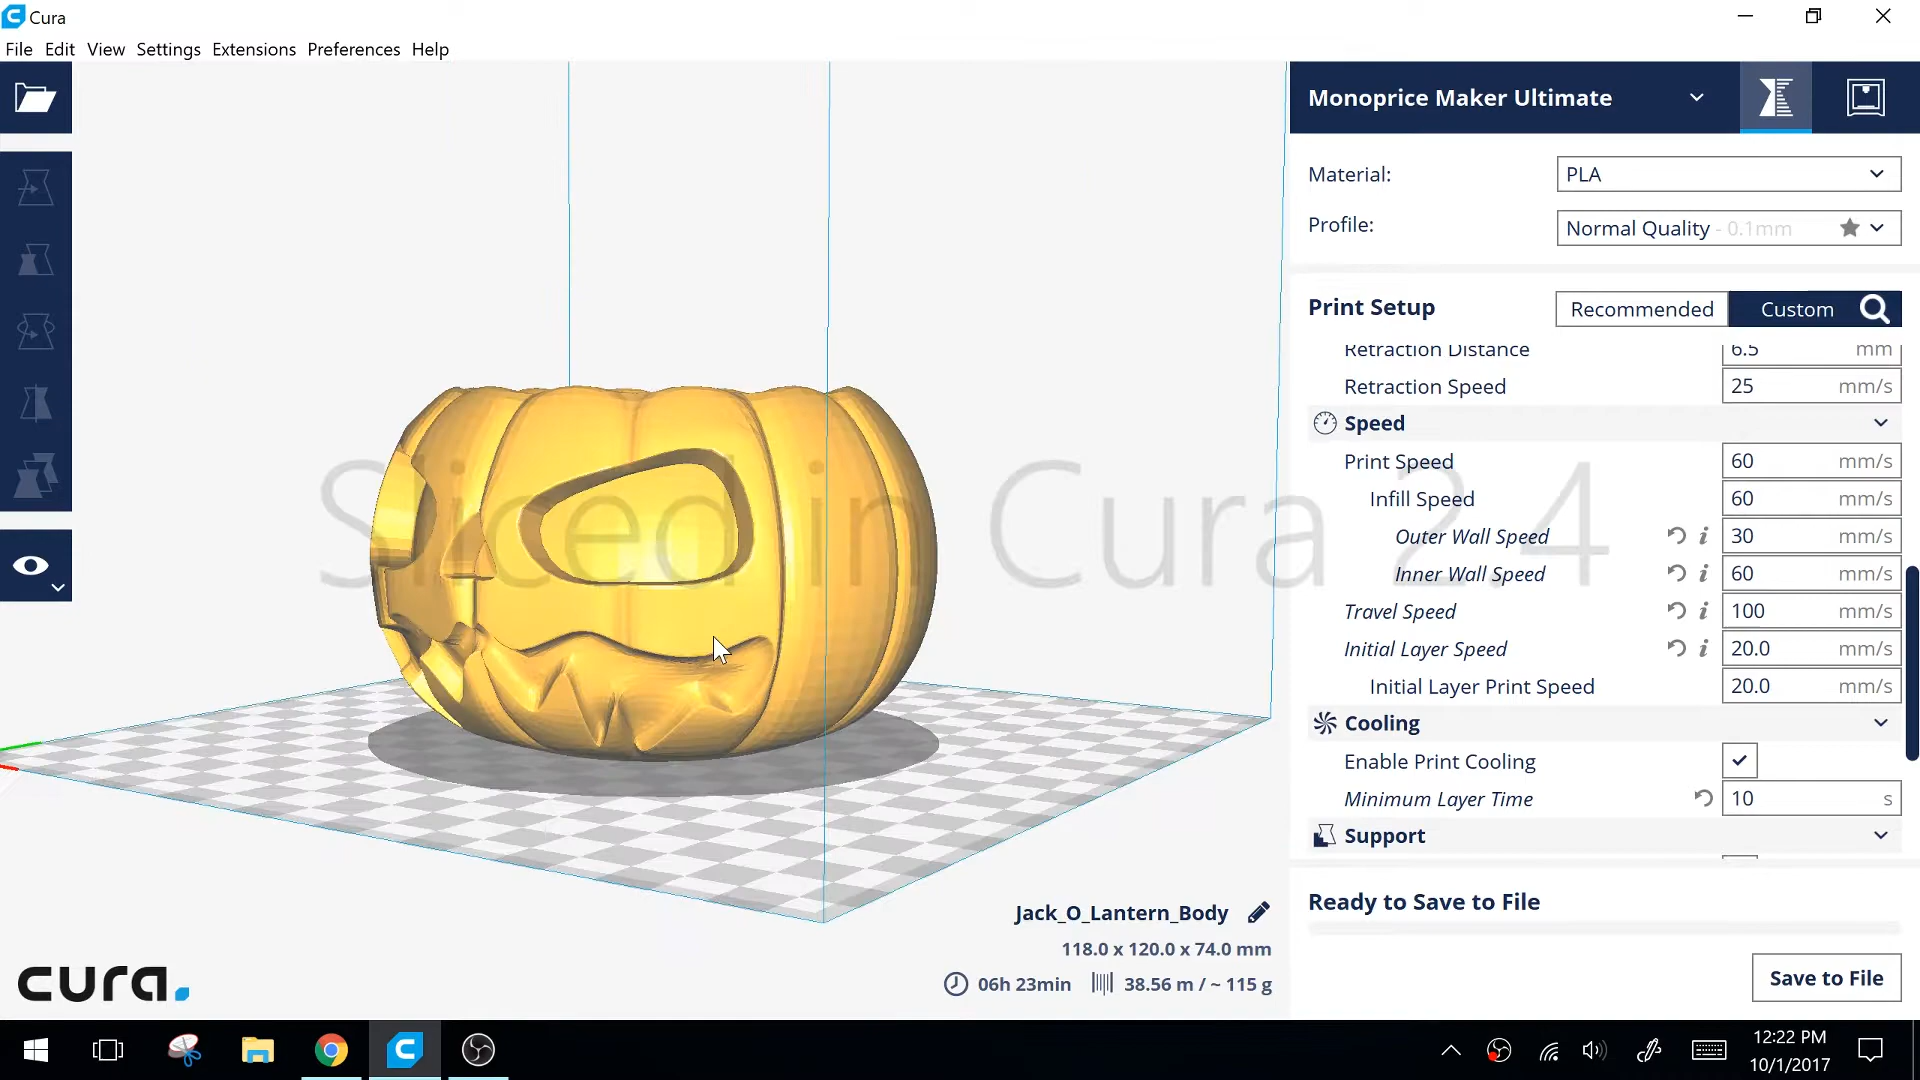 Cura
File Edit View Settings Extensions Preferences Help
Monoprice Maker Ultimate
Material: PLA
Profile: Normal Quality - 0.1mm
Print Setup Recommended Custom
Retraction Distance 6.5 mm
Retraction Speed 25 mm/s
Speed
Print Speed 60 mm/s
Infill Speed 60 mm/s
Outer Wall Speed i 30 mm/s
Inner Wall Speed i 60 mm/s
Travel Speed i 100 mm/s
Initial Layer Speed i 20.0 mm/s
Initial Layer Print Speed 20.0 mm/s
Cooling
Enable Print Cooling
Minimum Layer Time 10 s
Support
Sliced in Cura 2.4
Jack_O_Lantern_Body
118.0 x 120.0 x 74.0 mm
06h 23min 38.56 m / ~ 115 g
Ready to Save to File
Save to File
cura.
12:22 PM
10/1/2017